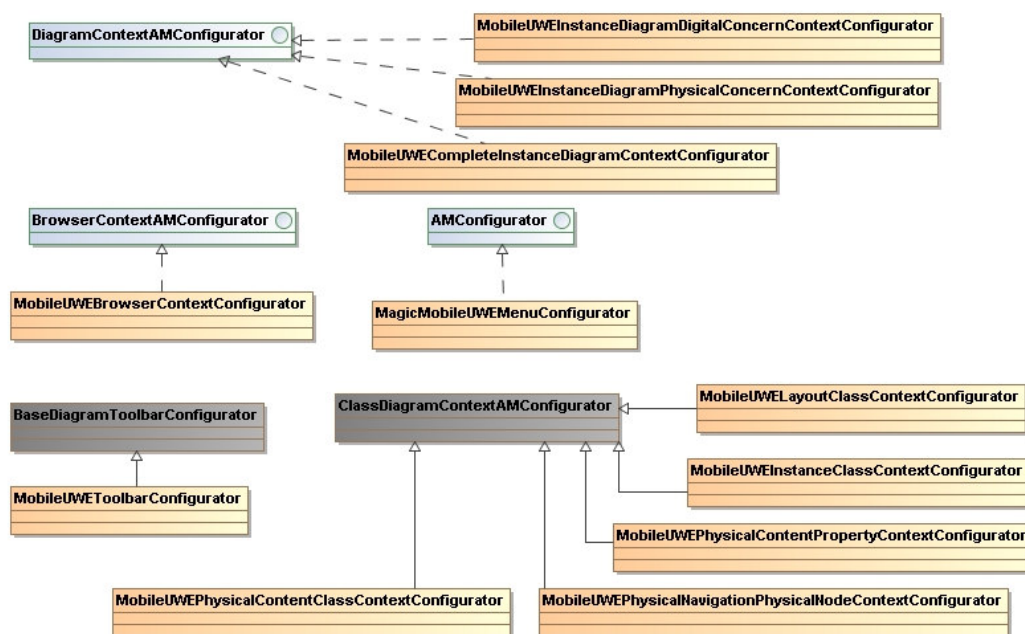 DiagramContextAMConfigurator
MobileUWEInstanceDiagramDigitalConcernContextConfigurator
MobileUWEInstanceDiagramPhysicalConcernContextConfigurator
MobileUWECompleteInstanceDiagramContextConfigurator
BrowserContextAMConfigurator
AMConfigurator
MobileUWEBrowserContextConfigurator
MagicMobileUWEMenuConfigurator
BaseDiagramToolbarConfigurator
ClassDiagramContextAMConfigurator
MobileUWELayoutClassContextConfigurator
MobileUWEInstanceClassContextConfigurator
MobileUWEToolbarConfigurator
MobileUWEPhysicalContentPropertyContextConfigurator
MobileUWEPhysicalContentClassContextConfigurator
MobileUWEPhysicalNavigationPhysicalNodeContextConfigurator